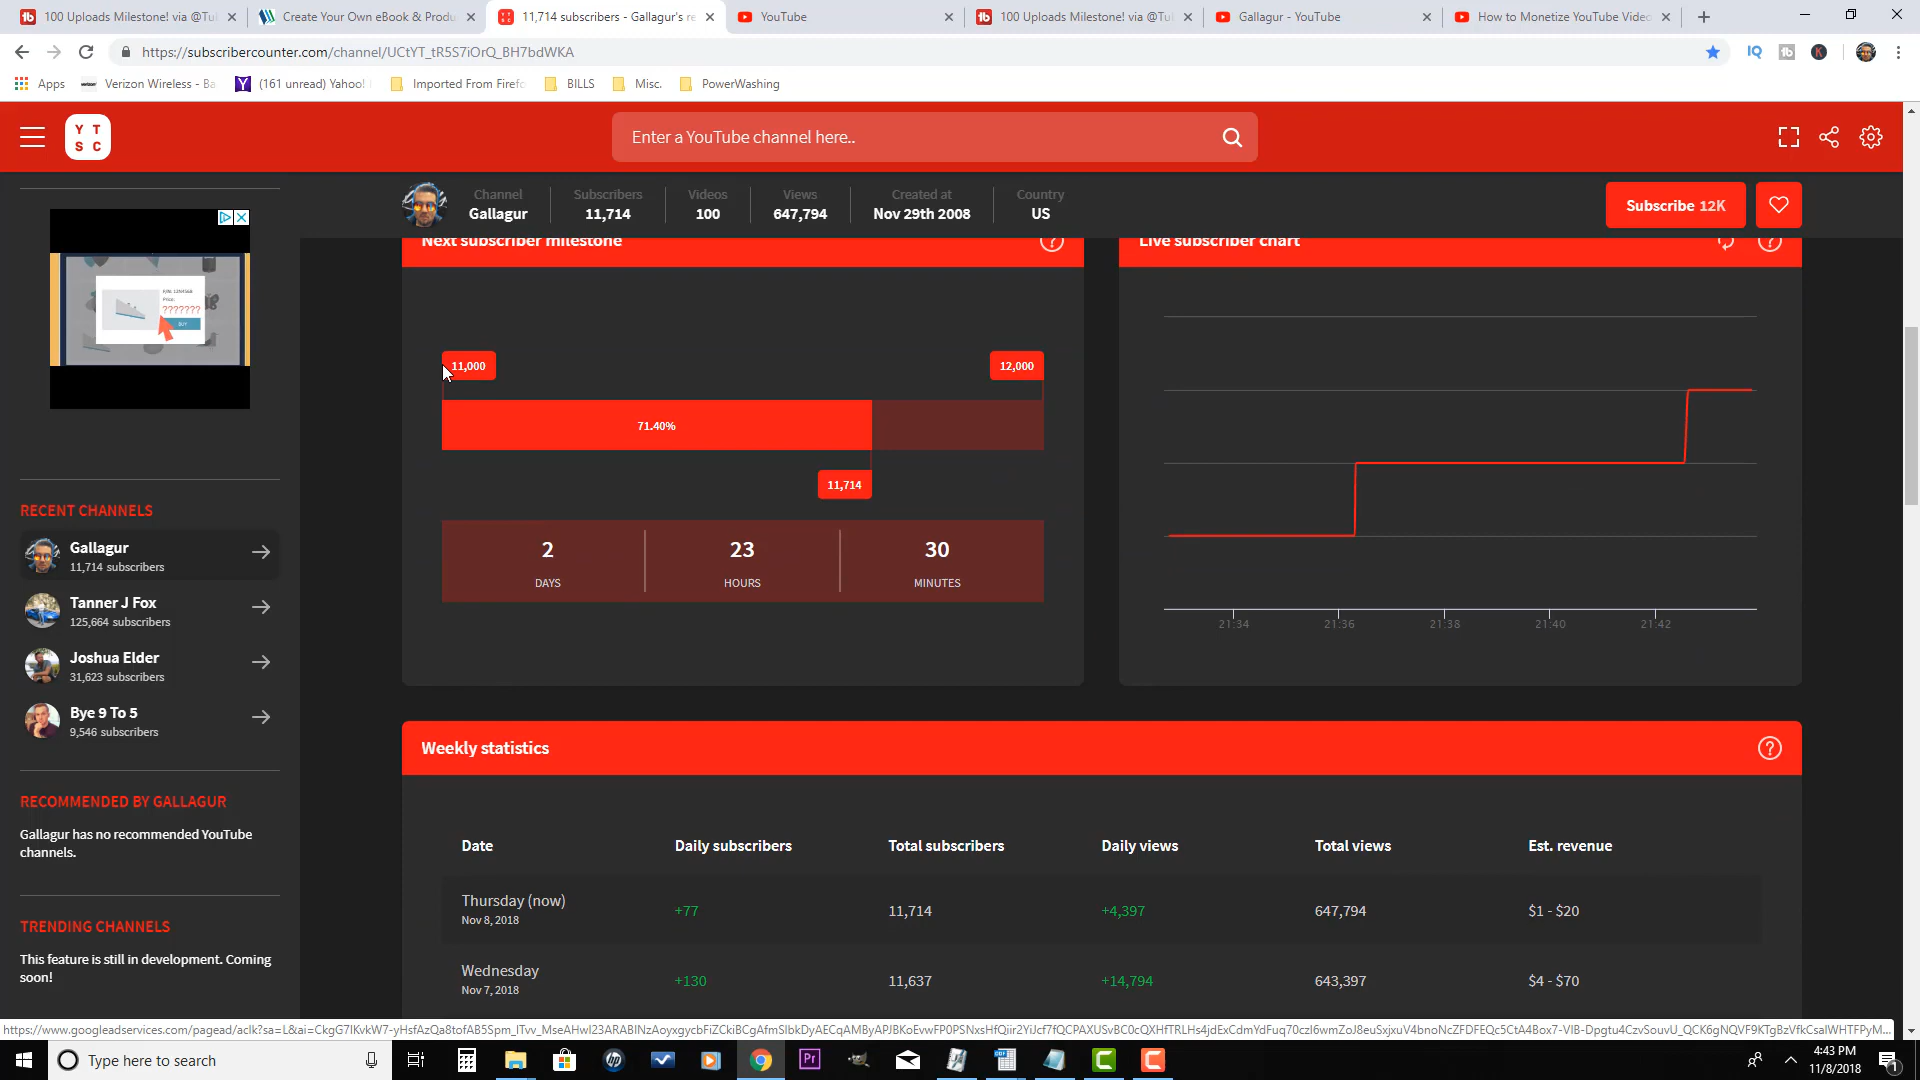 100 Uploads Milestone! via @Tu
Create Your Own eBook & Produ
11,714 subscribers - Gallagur's re
YouTube
100 Uploads Milestone! via @Tu
Gallagur - YouTube
How to Monetize YouTube Video
https://subscribercounter.com/channel/UCtYT_tR5S7iOrQ_BH7bdWKA
Apps
Verizon Wireless - Ba
(161 unread) Yahoo!
Imported From Firefo
BILLS
Misc.
PowerWashing
Y T
S C
Enter a YouTube channel here..
Channel
Gallagur
Subscribers
11,714
Videos
100
Views
647,794
Created at
Nov 29th 2008
Country
US
Subscribe 12K
Next subscriber milestone
Live subscriber chart
11,000
12,000
71.40%
11,714
2
DAYS
23
HOURS
30
MINUTES
21:34
21:36
21:38
21:40
21:42
???????
BUY
RECENT CHANNELS
Gallagur
11,714 subscribers
Tanner J Fox
125,664 subscribers
Joshua Elder
31,623 subscribers
Bye 9 To 5
9,546 subscribers
RECOMMENDED BY GALLAGUR
Gallagur has no recommended YouTube
channels.
TRENDING CHANNELS
This feature is still in development. Coming
soon!
Weekly statistics
Date Daily subscribers Total subscribers Daily views Total views Est. revenue
Thursday (now)
Nov 8, 2018
+77 11,714 +4,397 647,794 $1 - $20
Wednesday
Nov 7, 2018
+130 11,637 +14,794 643,397 $4 - $70
Type here to search
4:43 PM
11/8/2018